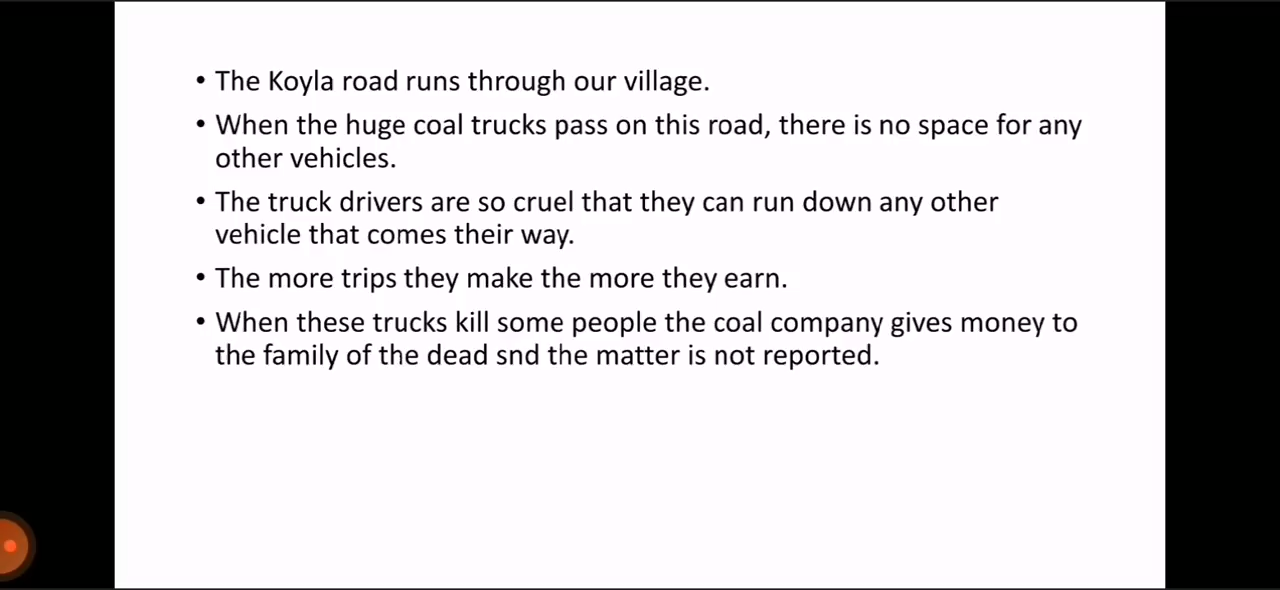 • The Koyla road runs through our village.
• When the huge coal trucks pass on this road, there is no space for any
other vehicles.
• The truck drivers are so cruel that they can run down any other
vehicle that comes their way.
• The more trips they make the more they earn.
• When these trucks kill some people the coal company gives money to
the family of the dead snd the matter is not reported.